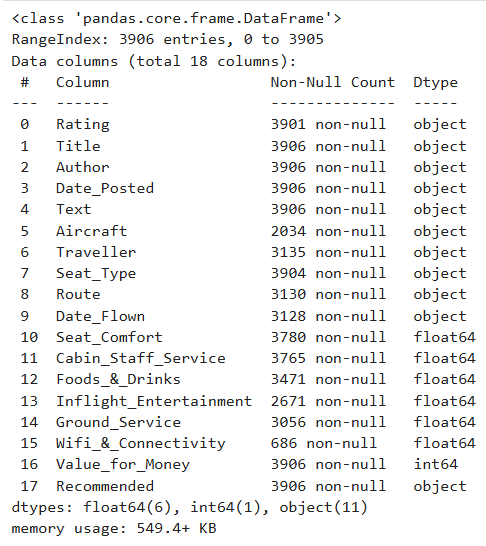 <class 'pandas.core.frame.DataFrame'>
RangeIndex: 3906 entries, 0 to 3905
Data columns (total 18 columns):
 #   Column                  Non-Null Count  Dtype
---  ------                  --------------  -----
 0   Rating                  3901 non-null   object
 1   Title                   3906 non-null   object
 2   Author                  3906 non-null   object
 3   Date_Posted             3906 non-null   object
 4   Text                    3906 non-null   object
 5   Aircraft                2034 non-null   object
 6   Traveller               3135 non-null   object
 7   Seat_Type               3904 non-null   object
 8   Route                   3130 non-null   object
 9   Date_Flown              3128 non-null   object
 10  Seat_Comfort            3780 non-null   float64
 11  Cabin_Staff_Service     3765 non-null   float64
 12  Foods_&_Drinks          3471 non-null   float64
 13  Inflight_Entertainment  2671 non-null   float64
 14  Ground_Service          3056 non-null   float64
 15  Wifi_&_Connectivity     686 non-null    float64
 16  Value_for_Money         3906 non-null   int64
 17  Recommended             3906 non-null   object
dtypes: float64(6), int64(1), object(11)
memory usage: 549.4+ KB